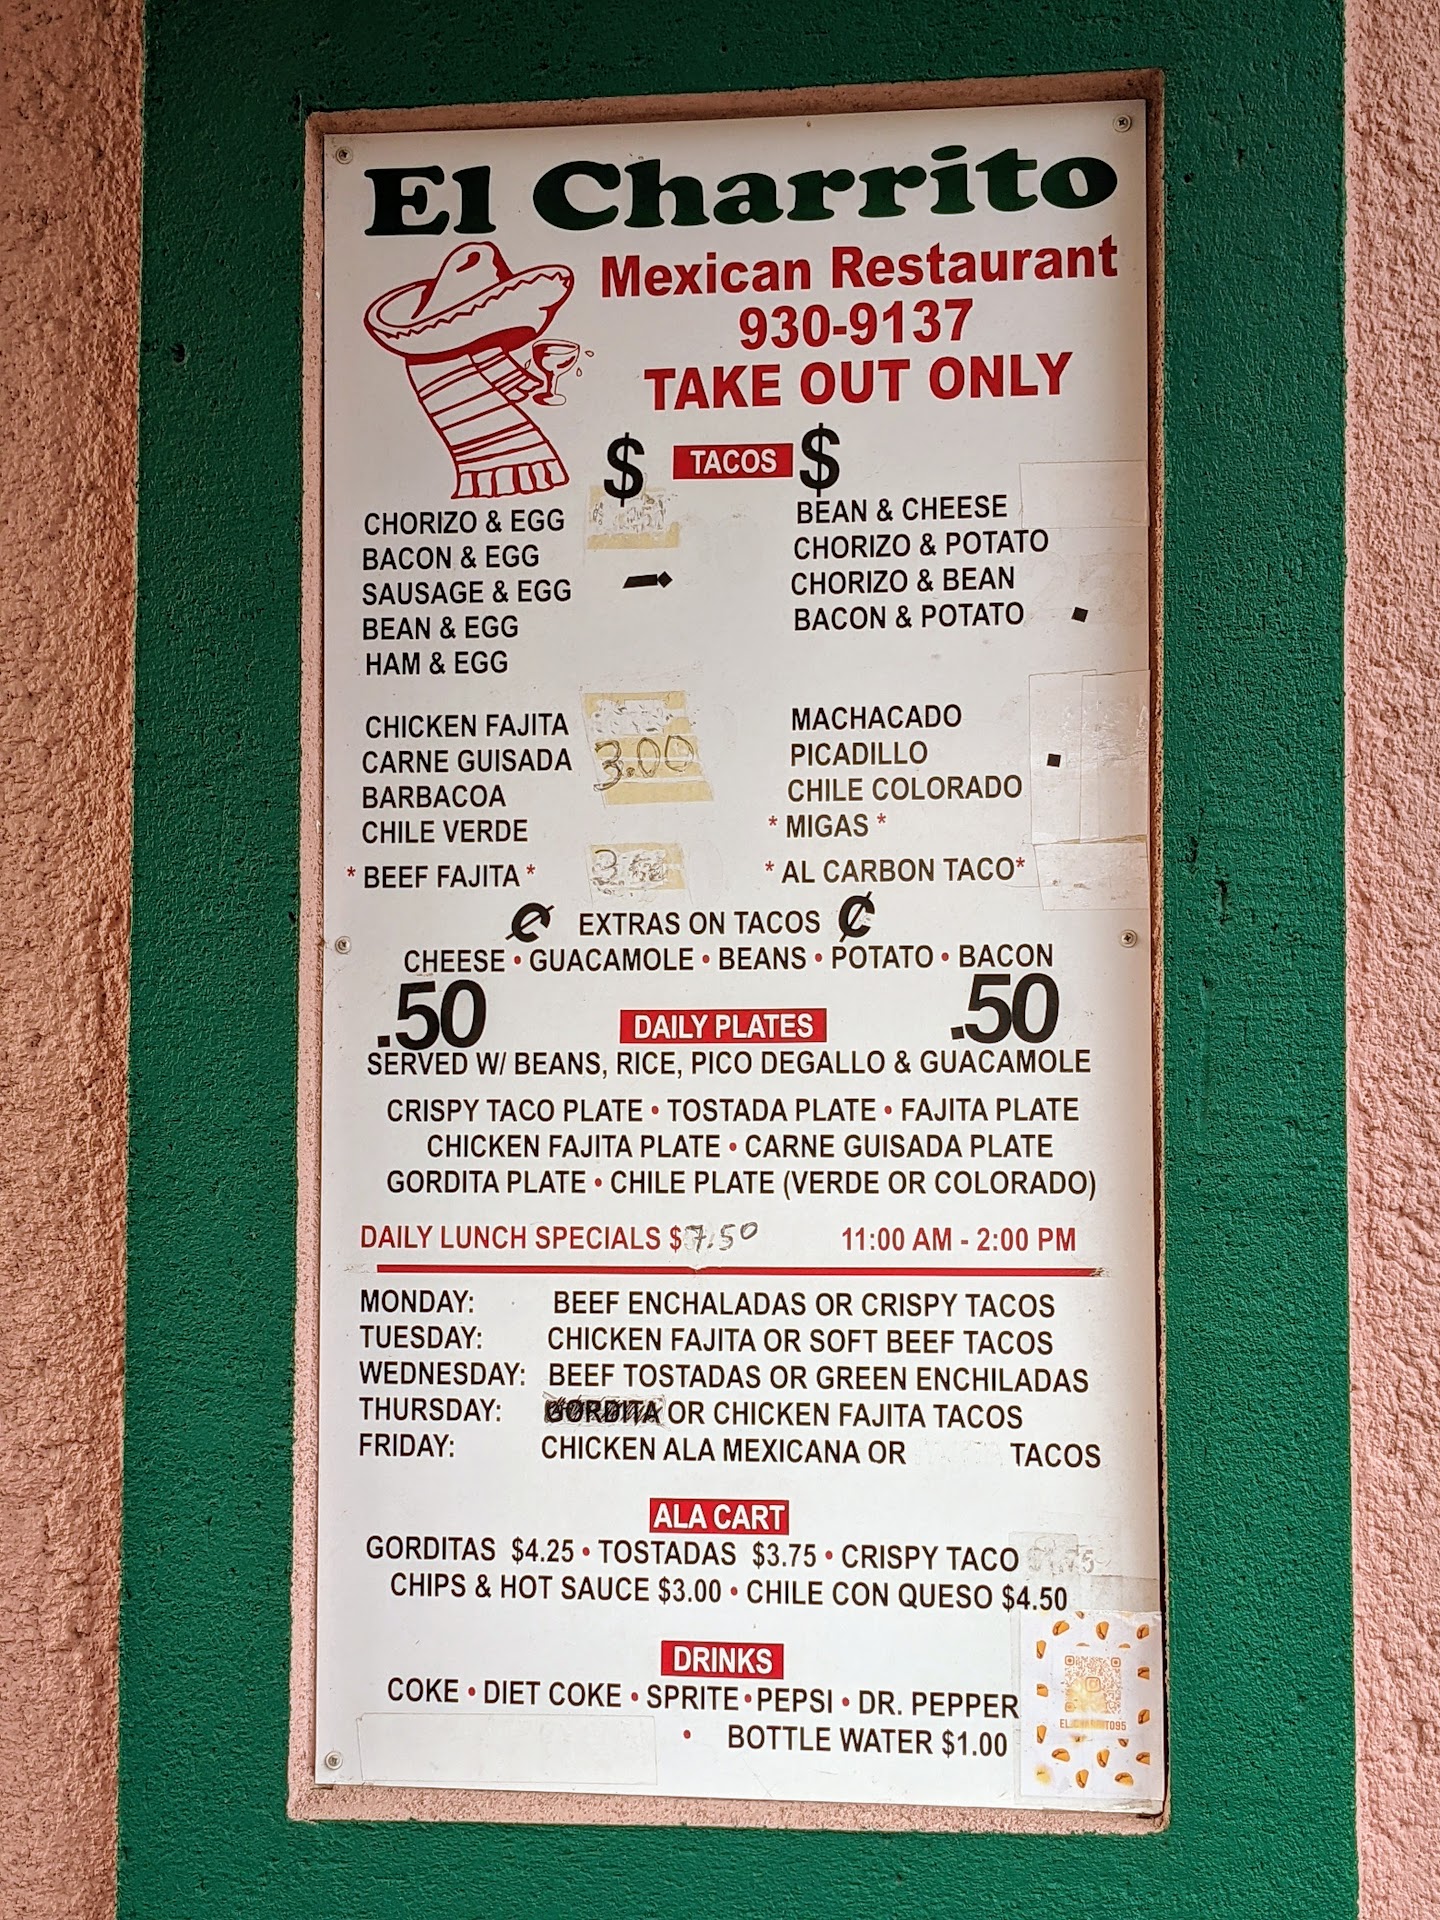 El Charrito
Mexican Restaurant
930-9137
TAKE OUT ONLY
$ TACOS $
CHORIZO & EGG
BACON & EGG
SAUSAGE & EGG
BEAN & EGG
HAM & EGG
BEAN & CHEESE
CHORIZO & POTATO
CHORIZO & BEAN
BACON & POTATO
CHICKEN FAJITA
CARNE GUISADA 3.00
BARBACOA
CHILE VERDE
* BEEF FAJITA *
MACHACADO
PICADILLO
CHILE COLORADO
* MIGAS *
* AL CARBON TACO*
¢ EXTRAS ON TACOS ¢
CHEESE • GUACAMOLE • BEANS • POTATO • BACON
.50 DAILY PLATES .50
SERVED W/ BEANS, RICE, PICO DEGALLO & GUACAMOLE
CRISPY TACO PLATE • TOSTADA PLATE • FAJITA PLATE
CHICKEN FAJITA PLATE • CARNE GUISADA PLATE
GORDITA PLATE • CHILE PLATE (VERDE OR COLORADO)
DAILY LUNCH SPECIALS $7.50 11:00 AM - 2:00 PM
MONDAY: BEEF ENCHALADAS OR CRISPY TACOS
TUESDAY: CHICKEN FAJITA OR SOFT BEEF TACOS
WEDNESDAY: BEEF TOSTADAS OR GREEN ENCHILADAS
THURSDAY: GORDITA OR CHICKEN FAJITA TACOS
FRIDAY: CHICKEN ALA MEXICANA OR TACOS
ALA CART
GORDITAS $4.25 • TOSTADAS $3.75 • CRISPY TACO
CHIPS & HOT SAUCE $3.00 • CHILE CON QUESO $4.50
DRINKS
COKE • DIET COKE • SPRITE • PEPSI • DR. PEPPER
• BOTTLE WATER $1.00